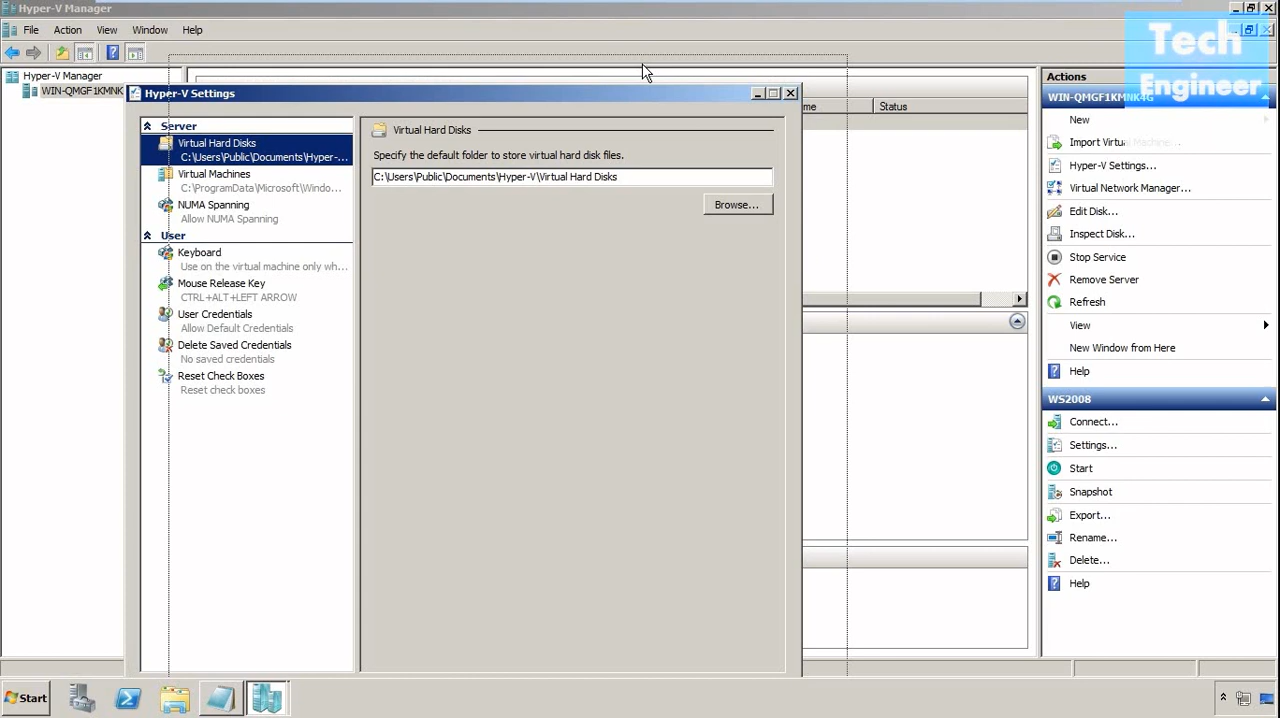 Hyper-V Manager
File Action View Window Help
Tech
Engineer
Hyper-V Manager
WIN-QMGF1KMNK
Hyper-V Settings
Server
Virtual Hard Disks
C:\Users\Public\Documents\Hyper-...
Virtual Machines
C:\ProgramData\Microsoft\Windo...
NUMA Spanning
Allow NUMA Spanning
User
Keyboard
Use on the virtual machine only wh...
Mouse Release Key
CTRL+ALT+LEFT ARROW
User Credentials
Allow Default Credentials
Delete Saved Credentials
No saved credentials
Reset Check Boxes
Reset check boxes
Virtual Hard Disks
Specify the default folder to store virtual hard disk files.
C:\Users\Public\Documents\Hyper-V\Virtual Hard Disks
Browse...
me Status
Actions
WIN-QMGF1KMNK4G
New
Import Virtual Machine...
Hyper-V Settings...
Virtual Network Manager...
Edit Disk...
Inspect Disk...
Stop Service
Remove Server
Refresh
View
New Window from Here
Help
WS2008
Connect...
Settings...
Start
Snapshot
Export...
Rename...
Delete...
Help
Start